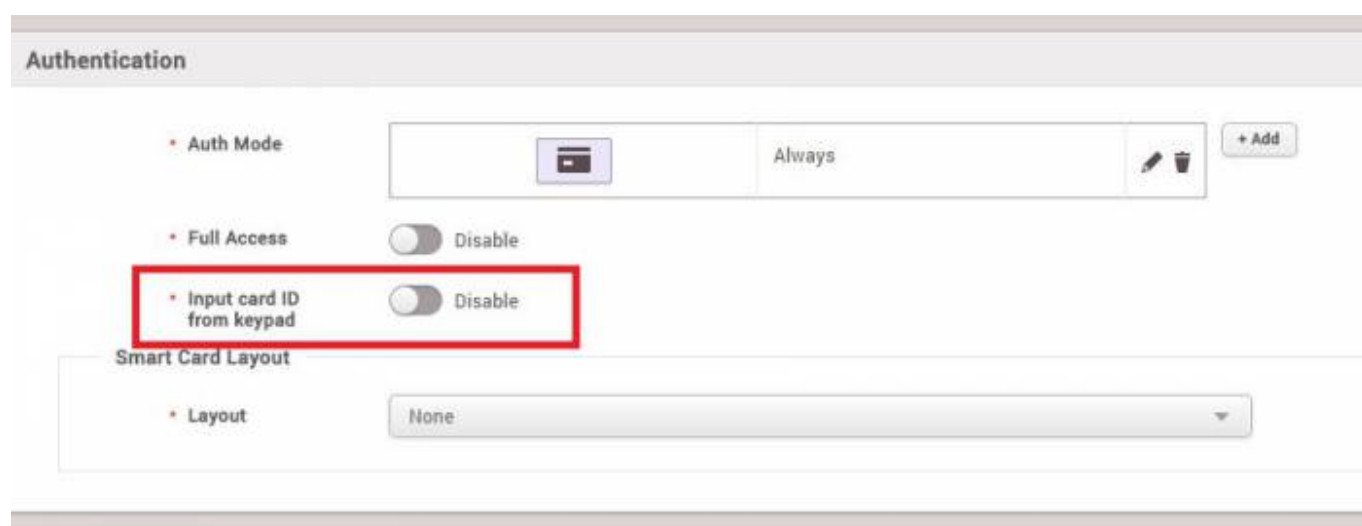 Authentication
Auth Mode
Always
+ Add
Full Access
Disable
Input card ID
from keypad
Disable
Smart Card Layout
Layout
None